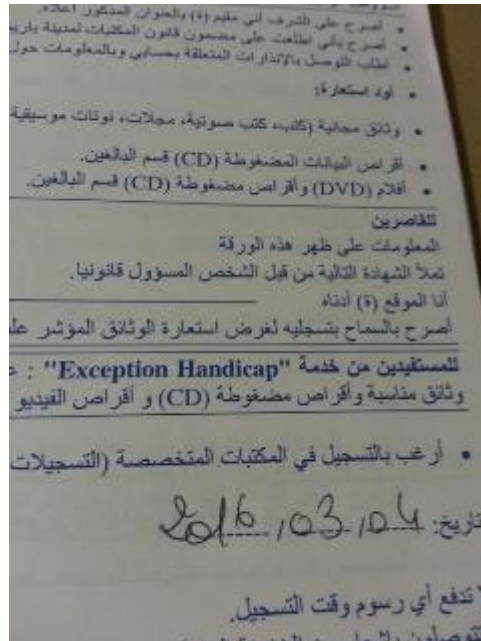 أصرح على الشرف أني مقيم (ة) بالعنوان المذكور أعلاه.
أصرح بأني اطلعت على مضمون قانون المكتبات لمدينة باريس
أطلب التوصل بالإنذارات المتعلقة بحسابي وبالمعلومات حول
أود استعارة:
وثائق مجانية (كتب، كتب صوتية، مجلات، نوتات موسيقية
أقراص البيانات المضغوطة (CD) قسم البالغين.
أفلام (DVD) وأقراص مضغوطة (CD) قسم البالغين.
للقاصرين
المعلومات على ظهر هذه الورقة
تملأ الشهادة التالية من قبل الشخص المسؤول قانونيا.
أنا الموقع (ة) أدناه
أصرح بالسماح بتسجيله لغرض استعارة الوثائق المؤشر
للمستفيدين من خدمة "Exception Handicap" :
وثائق مناسبة وأقراص مضغوطة (CD) و أقراص الفيديو
أرغب بالتسجيل في المكتبات المتخصصة (التسجيلات
تاريخ: 2016/03/04
تدفع أي رسوم وقت التسجيل.